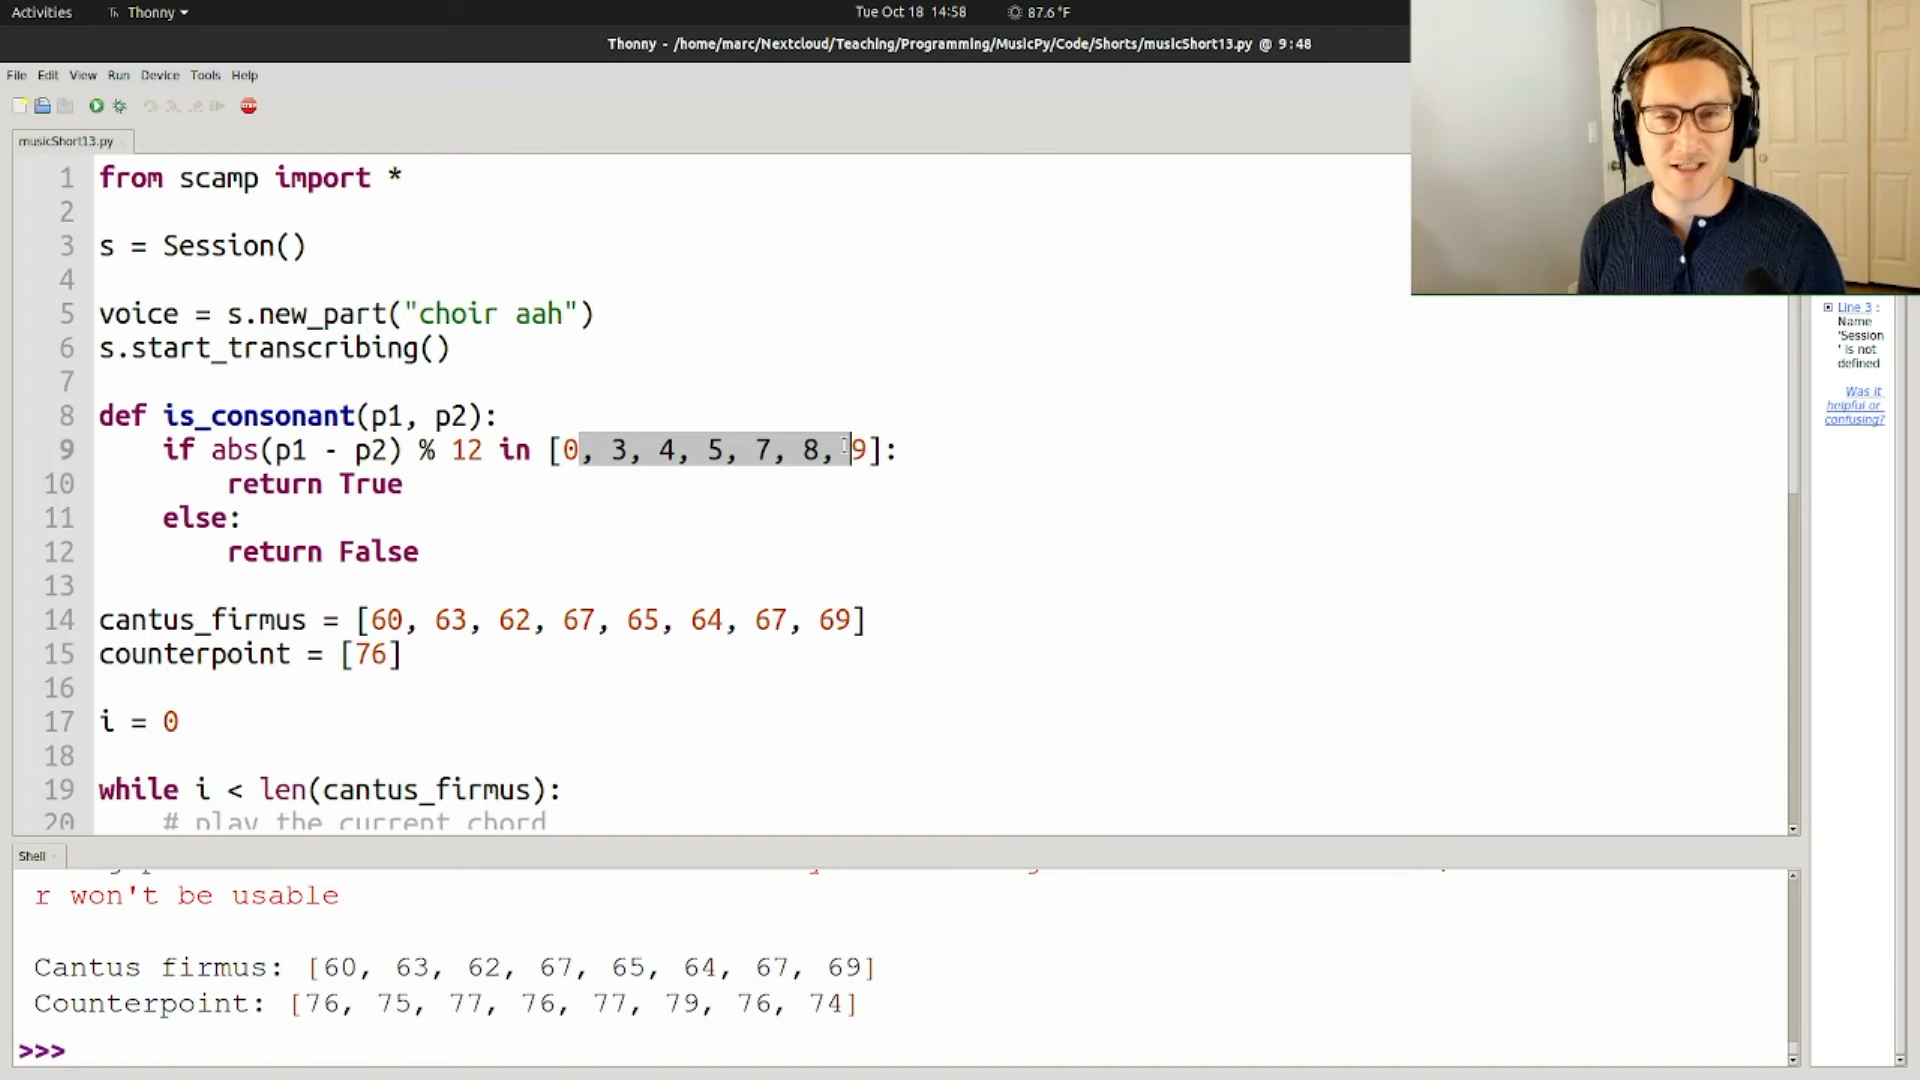 Activities Thonny Tue Oct 18 14:58 87.6 °F
Thonny - /home/marc/Nextcloud/Teaching/Programming/MusicPy/Code/Shorts/musicShort13.py @ 9:48
File Edit View Run Device Tools Help
musicShort13.py
1 from scamp import *
2
3 s = Session()
4
5 voice = s.new_part("choir aah")
6 s.start_transcribing()
7
8 def is_consonant(p1, p2):
9 if abs(p1 - p2) % 12 in [0, 3, 4, 5, 7, 8, 9]:
10 return True
11 else:
12 return False
13
14 cantus_firmus = [60, 63, 62, 67, 65, 64, 67, 69]
15 counterpoint = [76]
16
17 i = 0
18
19 while i < len(cantus_firmus):
20 # play the current chord
Line 3 :
Name
'Session
' is not
defined
Was it
helpful or
confusing?
Shell
r won't be usable
Cantus firmus: [60, 63, 62, 67, 65, 64, 67, 69]
Counterpoint: [76, 75, 77, 76, 77, 79, 76, 74]
>>>